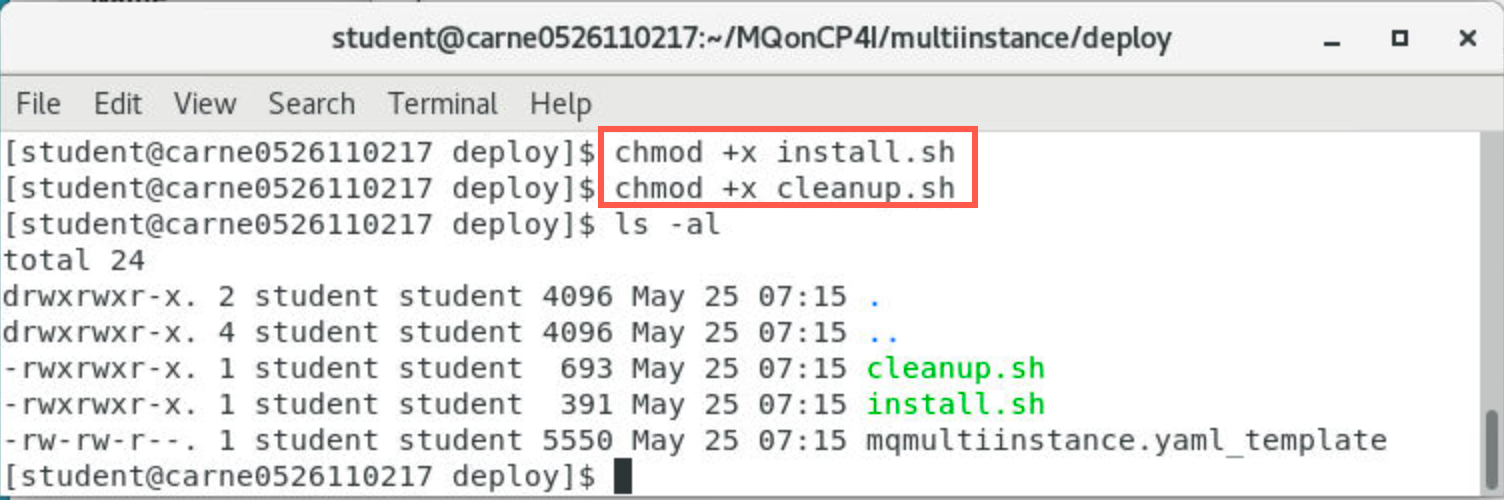 student@carne0526110217:~/MQonCP4I/multiinstance/deploy
File Edit View Search Terminal Help
[student@carne0526110217 deploy]$ chmod +x install.sh
[student@carne0526110217 deploy]$ chmod +x cleanup.sh
[student@carne0526110217 deploy]$ ls -al
total 24
drwxrwxr-x. 2 student student 4096 May 25 07:15 .
drwxrwxr-x. 4 student student 4096 May 25 07:15 ..
-rwxrwxr-x. 1 student student  693 May 25 07:15 cleanup.sh
-rwxrwxr-x. 1 student student  391 May 25 07:15 install.sh
-rw-rw-r--. 1 student student 5550 May 25 07:15 mqmultiinstance.yaml_template
[student@carne0526110217 deploy]$